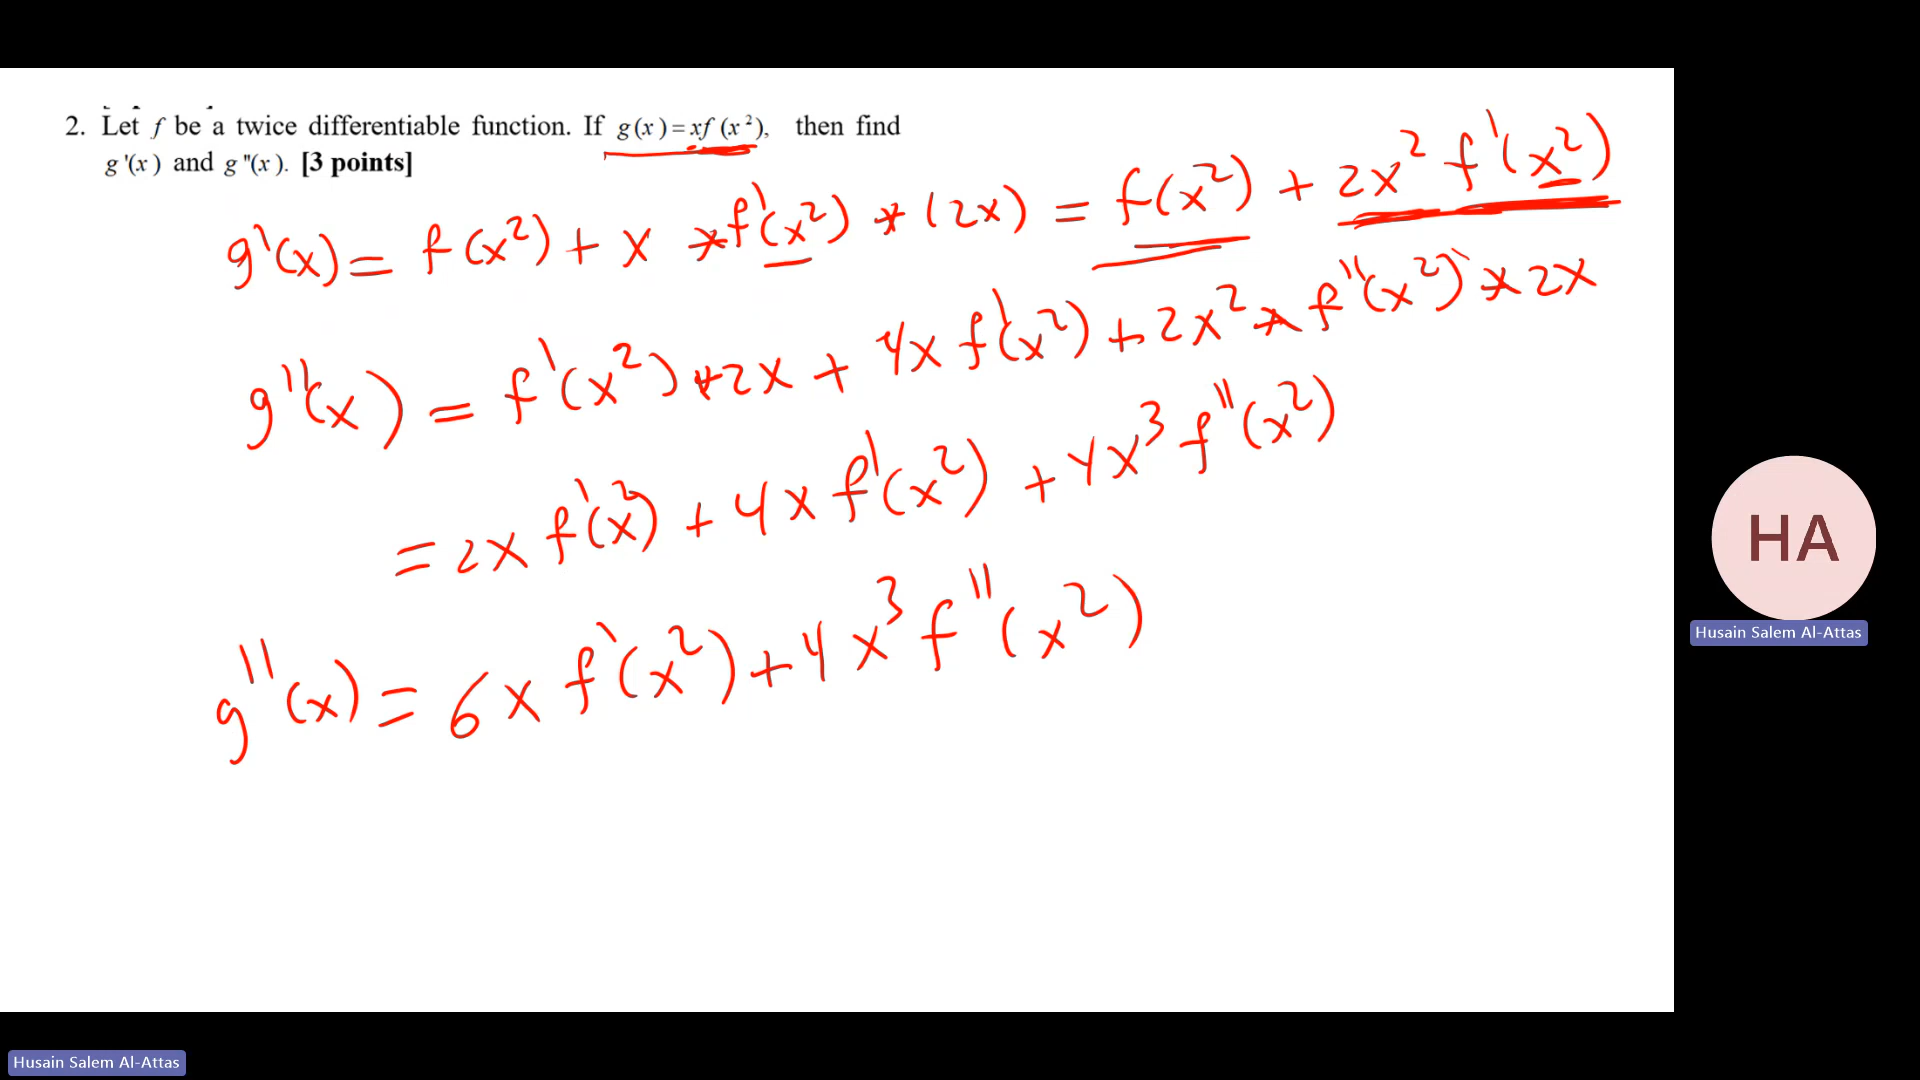 2. Let f be a twice differentiable function. If g(x)=xf(x²), then find
g'(x) and g"(x). [3 points]
g'(x) = f(x²) + x * f'(x²) * (2x) = f(x²) + 2x² f'(x²)
g''(x) = f'(x²) * 2x + 4x f'(x²) + 2x² * f''(x²) * 2x
= 2x f'(x²) + 4x f'(x²) + 4x³ f''(x²)
g''(x) = 6x f'(x²) + 4x³ f''(x²)
HA
Husain Salem Al-Attas
Husain Salem Al-Attas